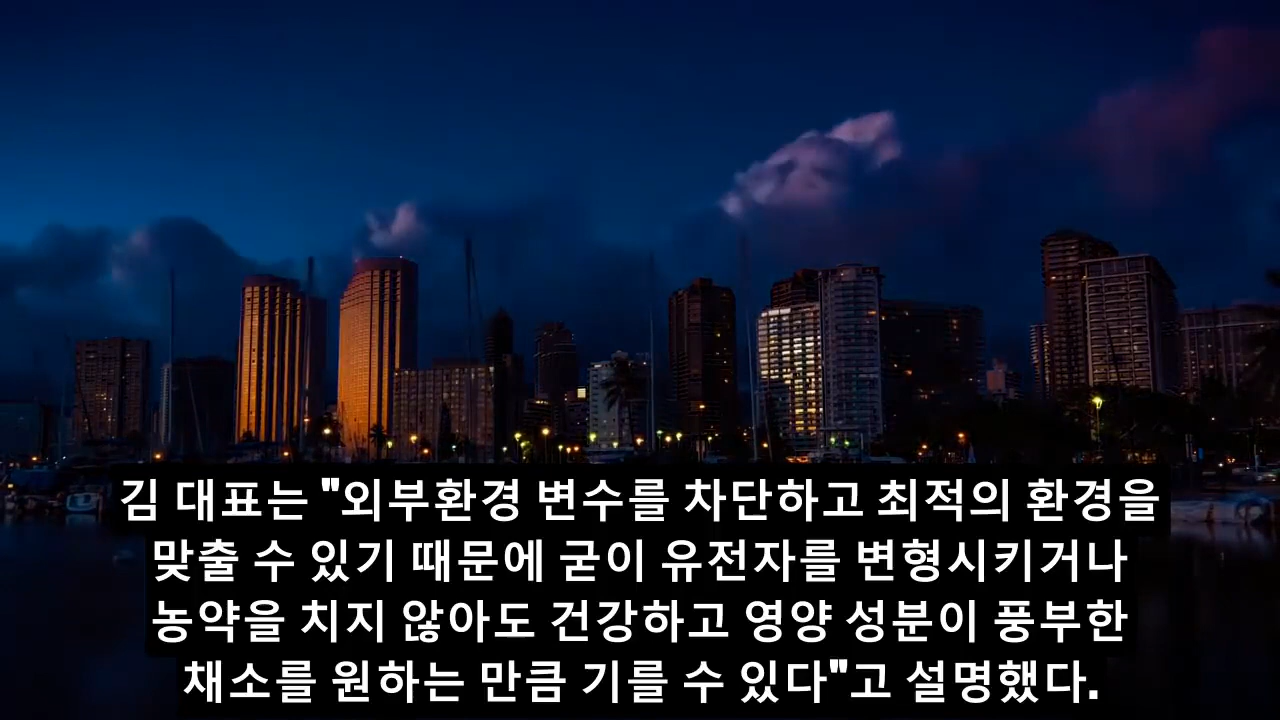 김 대표는 "외부환경 변수를 차단하고 최적의 환경을
맞출 수 있기 때문에 굳이 유전자를 변형시키거나
농약을 치지 않아도 건강하고 영양 성분이 풍부한
채소를 원하는 만큼 기를 수 있다"고 설명했다.